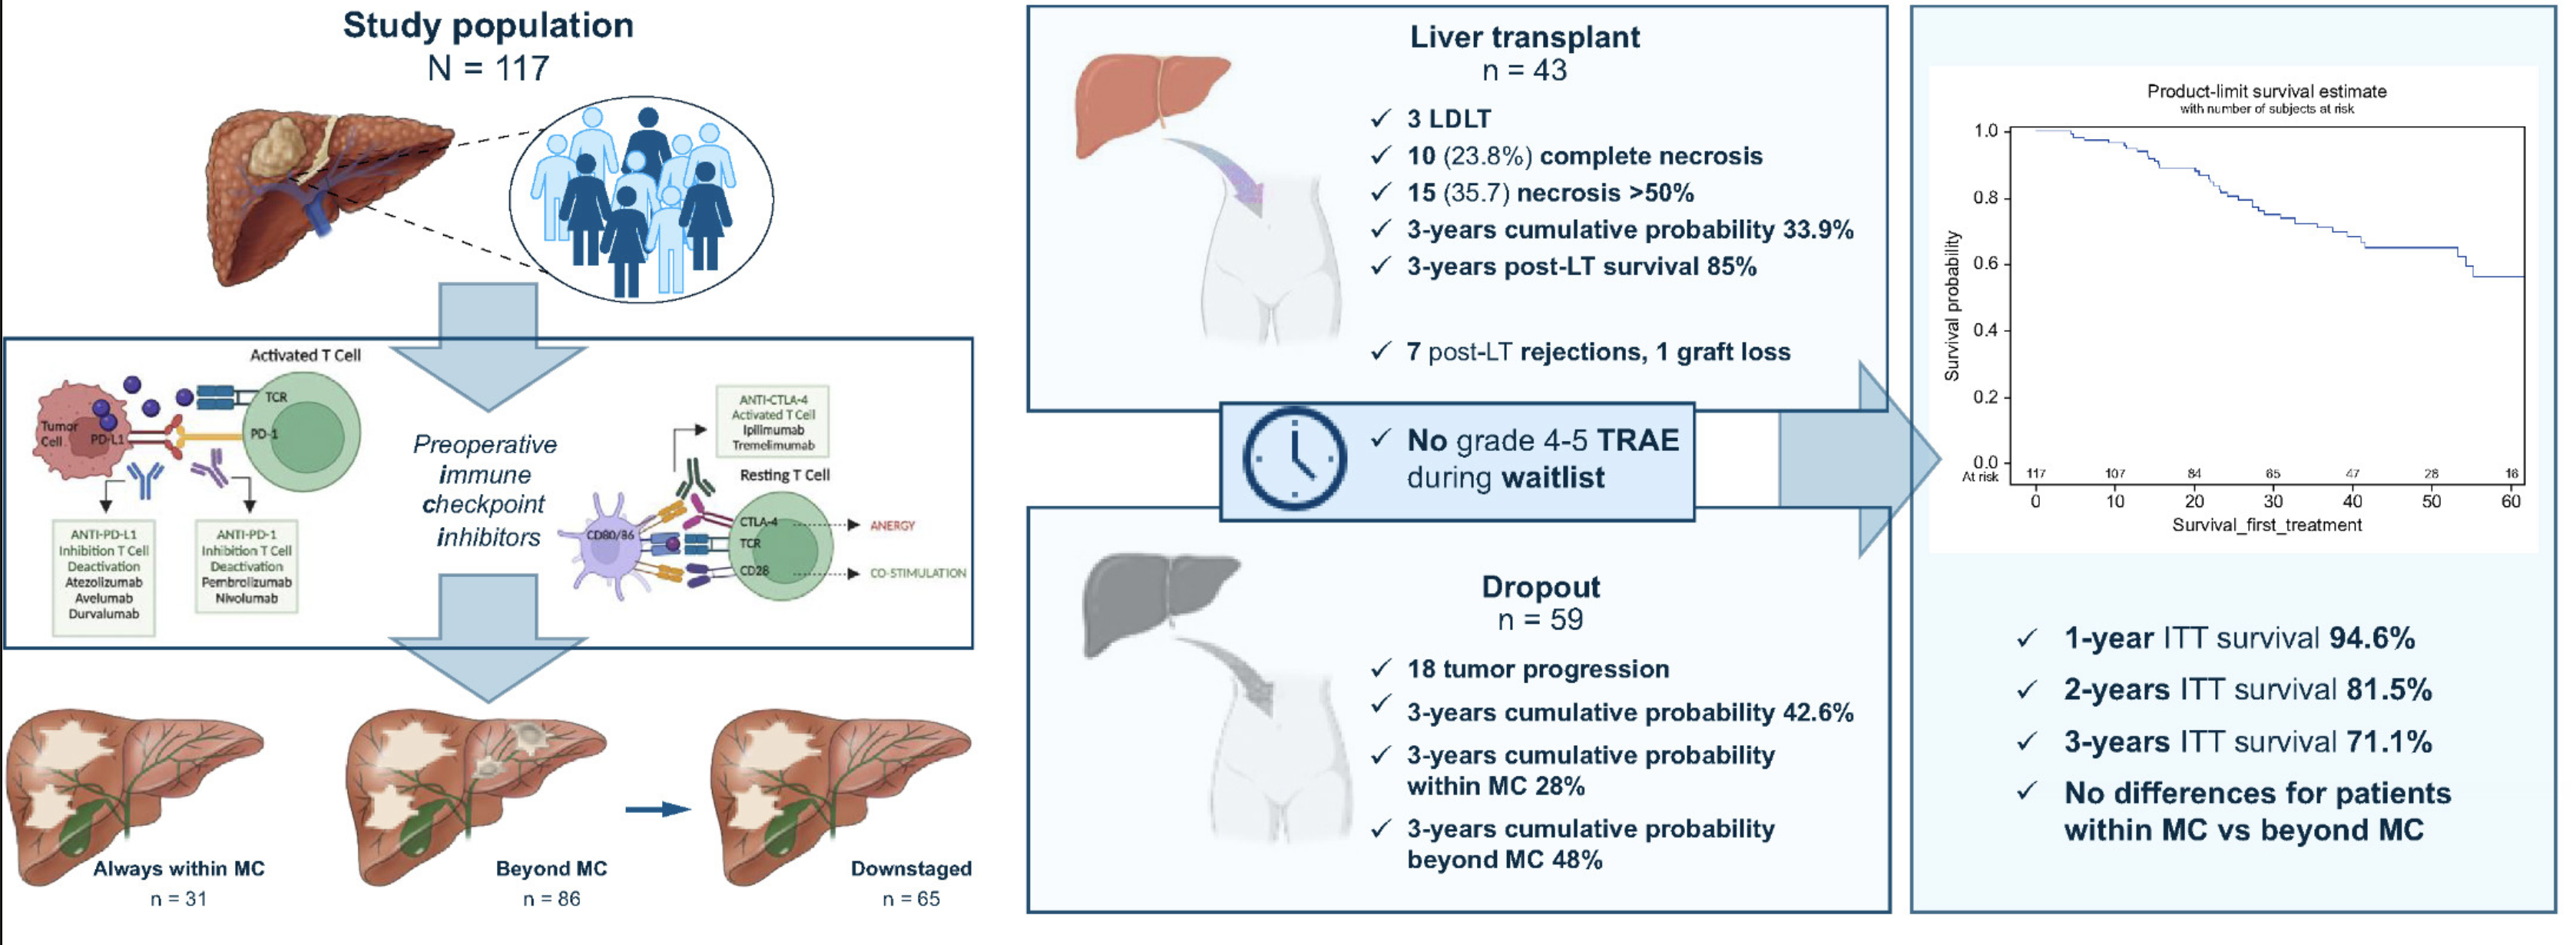 Study population
N = 117
Activated T Cell
TCR
Tumor
Cell
PD-L1
PD-1
ANTI-PD-L1
Inhibition T Cell
Deactivation
Atezolizumab
Avelumab
Durvalumab
ANTI-PD-1
Inhibition T Cell
Deactivation
Pembrolizumab
Nivolumab
Preoperative
immune
checkpoint
inhibitors
ANTI-CTLA-4
Activated T Cell
Ipilimumab
Tremelimumab
Resting T Cell
CD80/86
CTLA-4
TCR
CD28
ANERGY
CO-STIMULATION
Always within MC
n = 31
Beyond MC
n = 86
Downstaged
n = 65
Liver transplant
n = 43
✓ 3 LDLT
✓ 10 (23.8%) complete necrosis
✓ 15 (35.7) necrosis >50%
✓ 3-years cumulative probability 33.9%
✓ 3-years post-LT survival 85%
✓ 7 post-LT rejections, 1 graft loss
✓ No grade 4-5 TRAE
during waitlist
Dropout
n = 59
✓ 18 tumor progression
✓ 3-years cumulative probability 42.6%
✓ 3-years cumulative probability
within MC 28%
✓ 3-years cumulative probability
beyond MC 48%
Product-limit survival estimate
with number of subjects at risk
Survival probability
1.0
0.8
0.6
0.4
0.2
0.0
At risk 117 107 84 65 47 28 16
0 10 20 30 40 50 60
Survival_first_treatment
✓ 1-year ITT survival 94.6%
✓ 2-years ITT survival 81.5%
✓ 3-years ITT survival 71.1%
✓ No differences for patients
within MC vs beyond MC